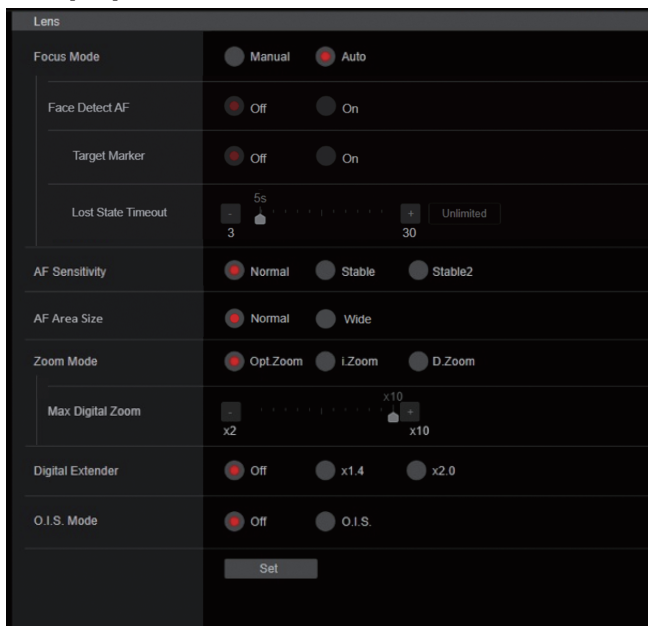 Lens
Focus Mode Manual Auto
Face Detect AF Off On
Target Marker Off On
Lost State Timeout 5s - + Unlimited
3 30
AF Sensitivity Normal Stable Stable2
AF Area Size Normal Wide
Zoom Mode Opt.Zoom i.Zoom D.Zoom
Max Digital Zoom x10 - +
x2 x10
Digital Extender Off x1.4 x2.0
O.I.S. Mode Off O.I.S.
Set